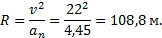 R = v²/aₙ = 22²/4,45 = 108,8 м.